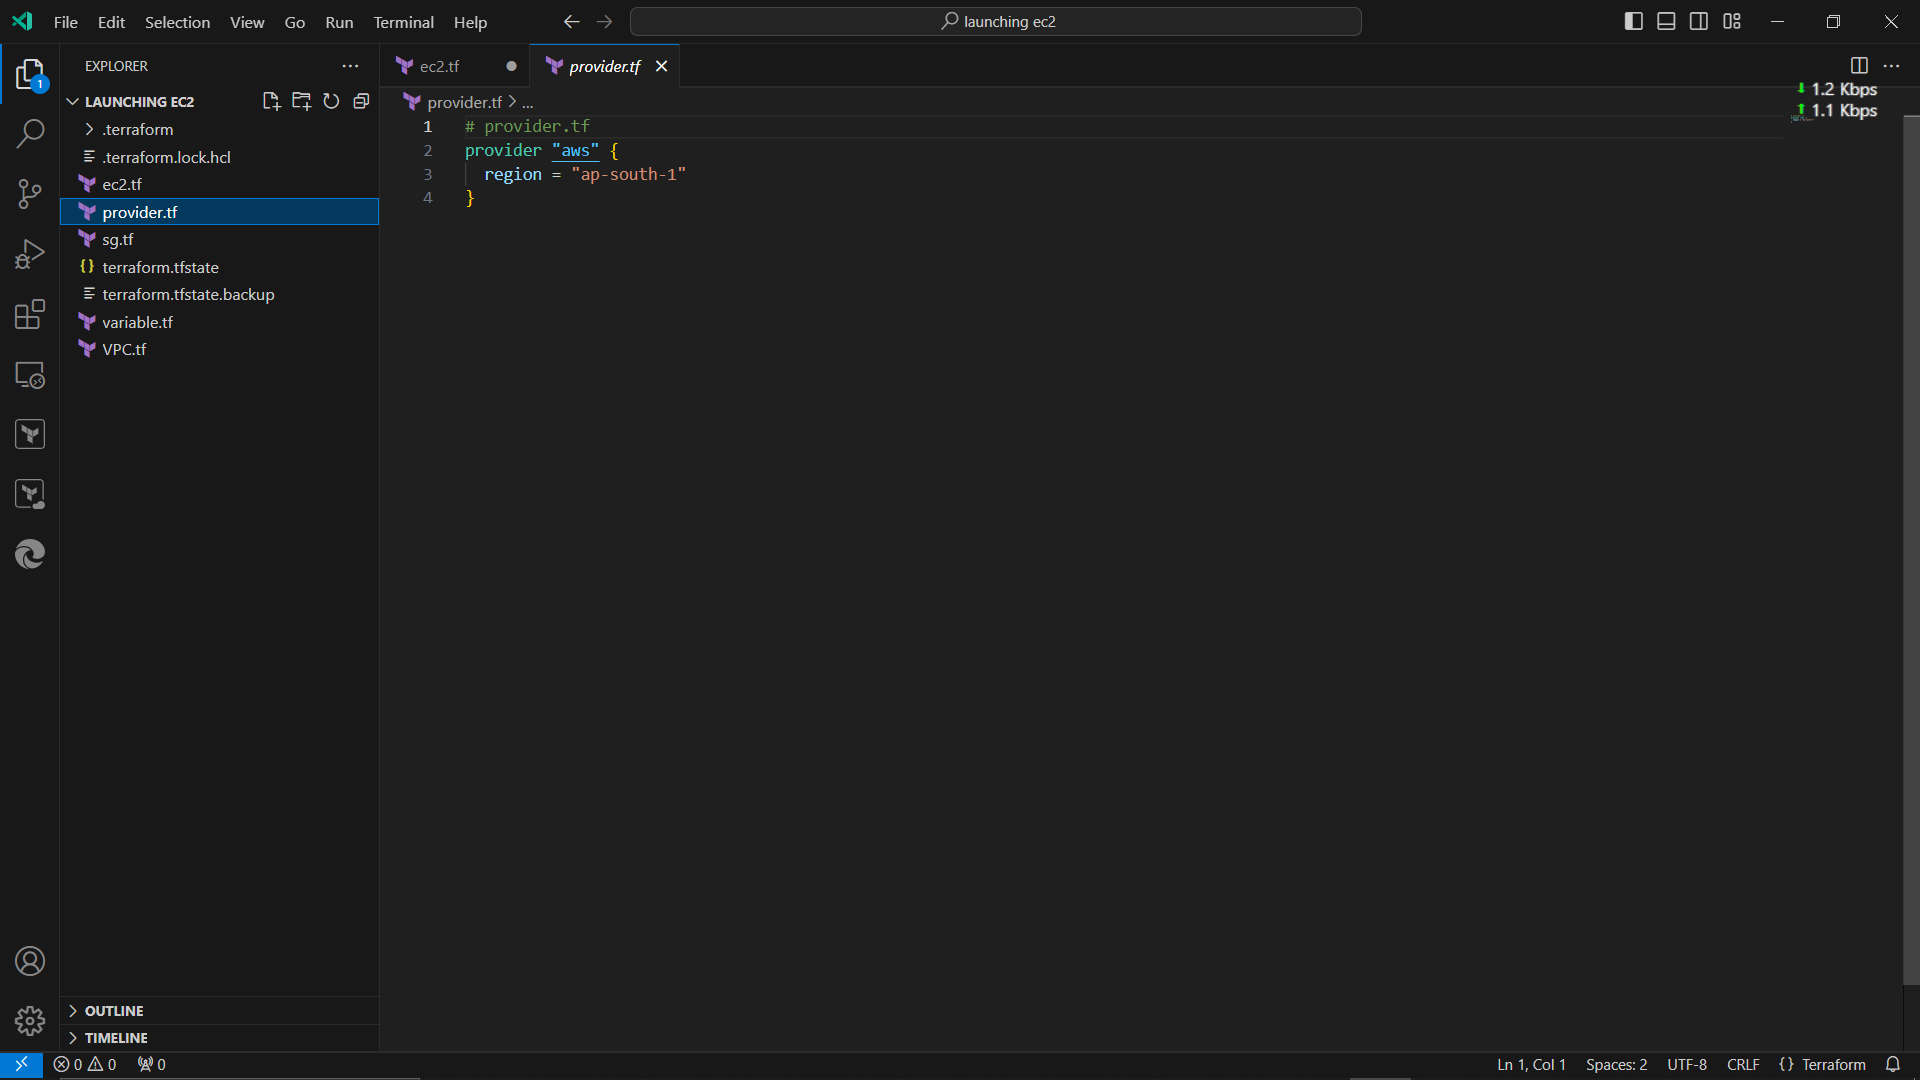 File Edit Selection View Go Run Terminal Help
launching ec2
EXPLORER
1
LAUNCHING EC2
.terraform
.terraform.lock.hcl
ec2.tf
provider.tf
sg.tf
terraform.tfstate
terraform.tfstate.backup
variable.tf
VPC.tf
OUTLINE
TIMELINE
ec2.tf
provider.tf
provider.tf > ...
1.2 Kbps
1.1 Kbps
1 # provider.tf
2 provider "aws" {
3 region = "ap-south-1"
4 }
0 0 0
Ln 1, Col 1 Spaces: 2 UTF-8 CRLF {} Terraform